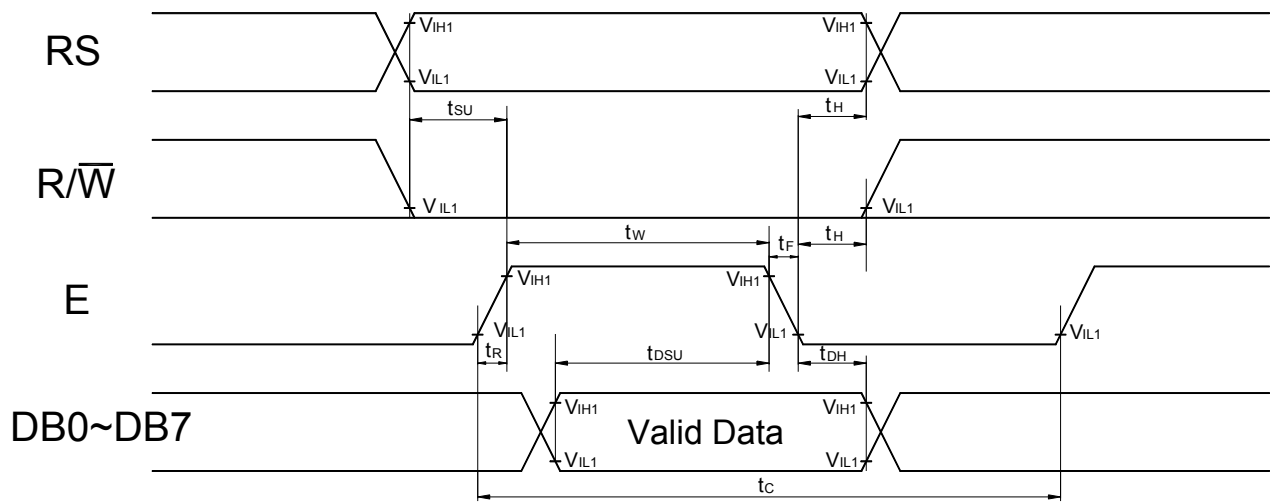 RS
VIH1
VIL1
VIH1
VIL1
tSU
tH
R/W̅
VIL1
VIL1
tW
tF
tH
E
VIH1
VIL1
VIH1
VIL1
VIL1
tR
tDSU
tDH
DB0~DB7
VIH1
VIL1
Valid Data
VIH1
VIL1
tC